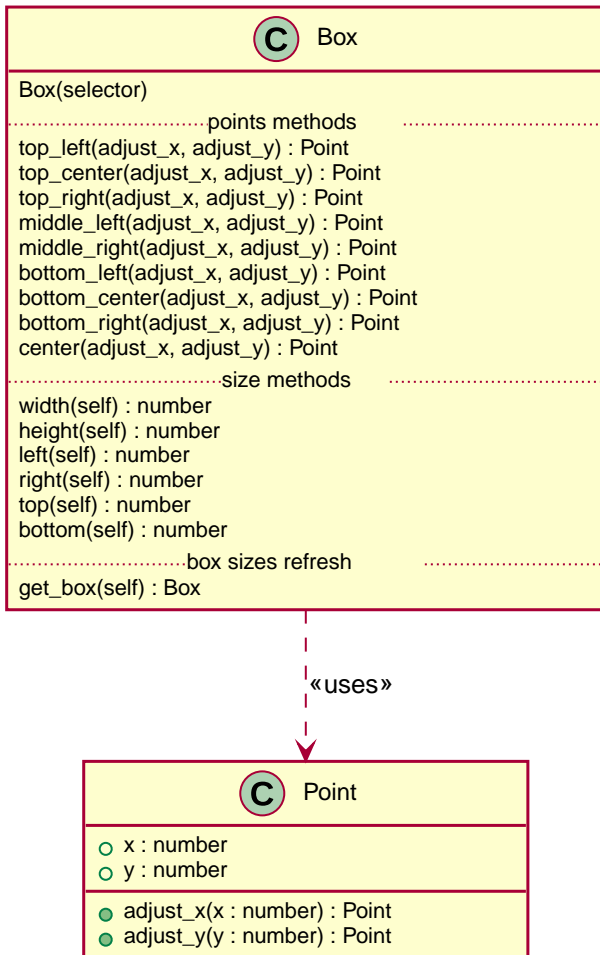 C Box
Box(selector)
points methods
top_left(adjust_x, adjust_y) : Point
top_center(adjust_x, adjust_y) : Point
top_right(adjust_x, adjust_y) : Point
middle_left(adjust_x, adjust_y) : Point
middle_right(adjust_x, adjust_y) : Point
bottom_left(adjust_x, adjust_y) : Point
bottom_center(adjust_x, adjust_y) : Point
bottom_right(adjust_x, adjust_y) : Point
center(adjust_x, adjust_y) : Point
size methods
width(self) : number
height(self) : number
left(self) : number
right(self) : number
top(self) : number
bottom(self) : number
box sizes refresh
get_box(self) : Box
«uses»
C Point
x : number
y : number
adjust_x(x : number) : Point
adjust_y(y : number) : Point